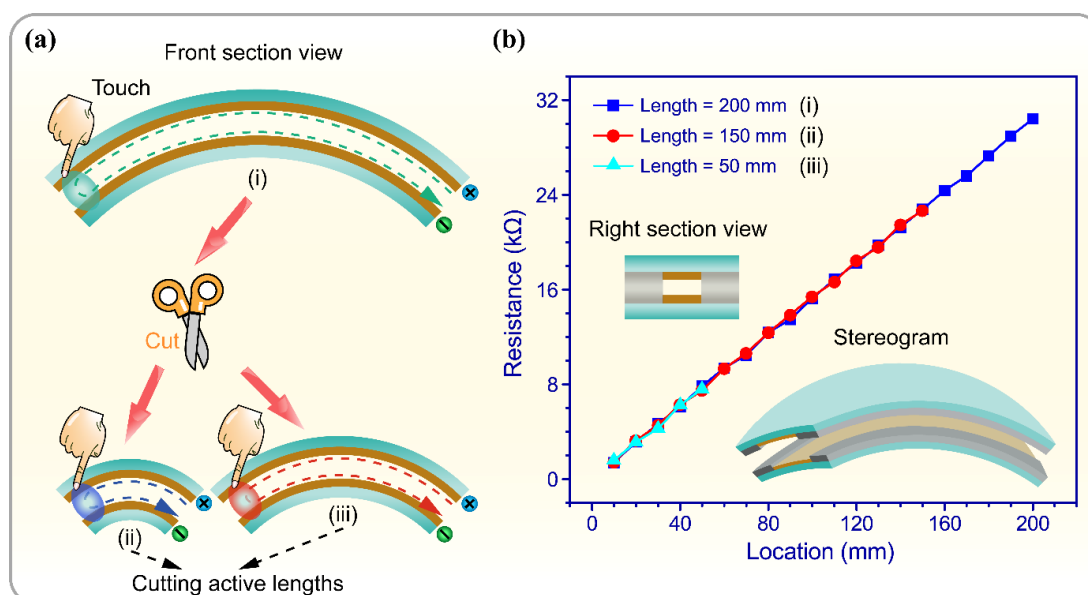 (a)
Front section view
Touch
(i)
Cut
(ii)
(iii)
Cutting active lengths
(b)
Length = 200 mm (i)
Length = 150 mm (ii)
Length = 50 mm (iii)
Right section view
Stereogram
Resistance (kΩ)
32
24
16
8
0
0 40 80 120 160 200
Location (mm)